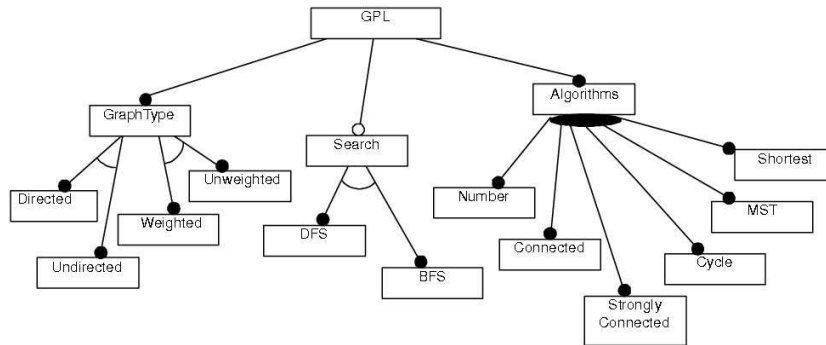 GPL
GraphType
Search
Algorithms
Directed
Undirected
Weighted
Unweighted
DFS
BFS
Number
Connected
Strongly
Connected
Cycle
MST
Shortest